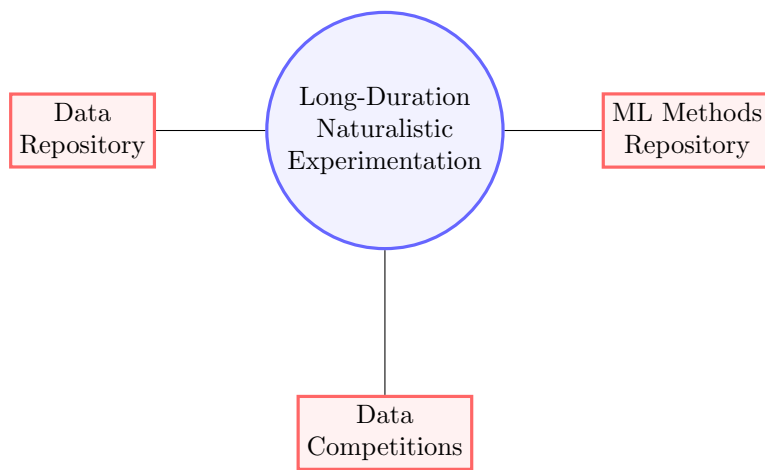 Long-Duration
Naturalistic
Experimentation
Data
Repository
ML Methods
Repository
Data
Competitions